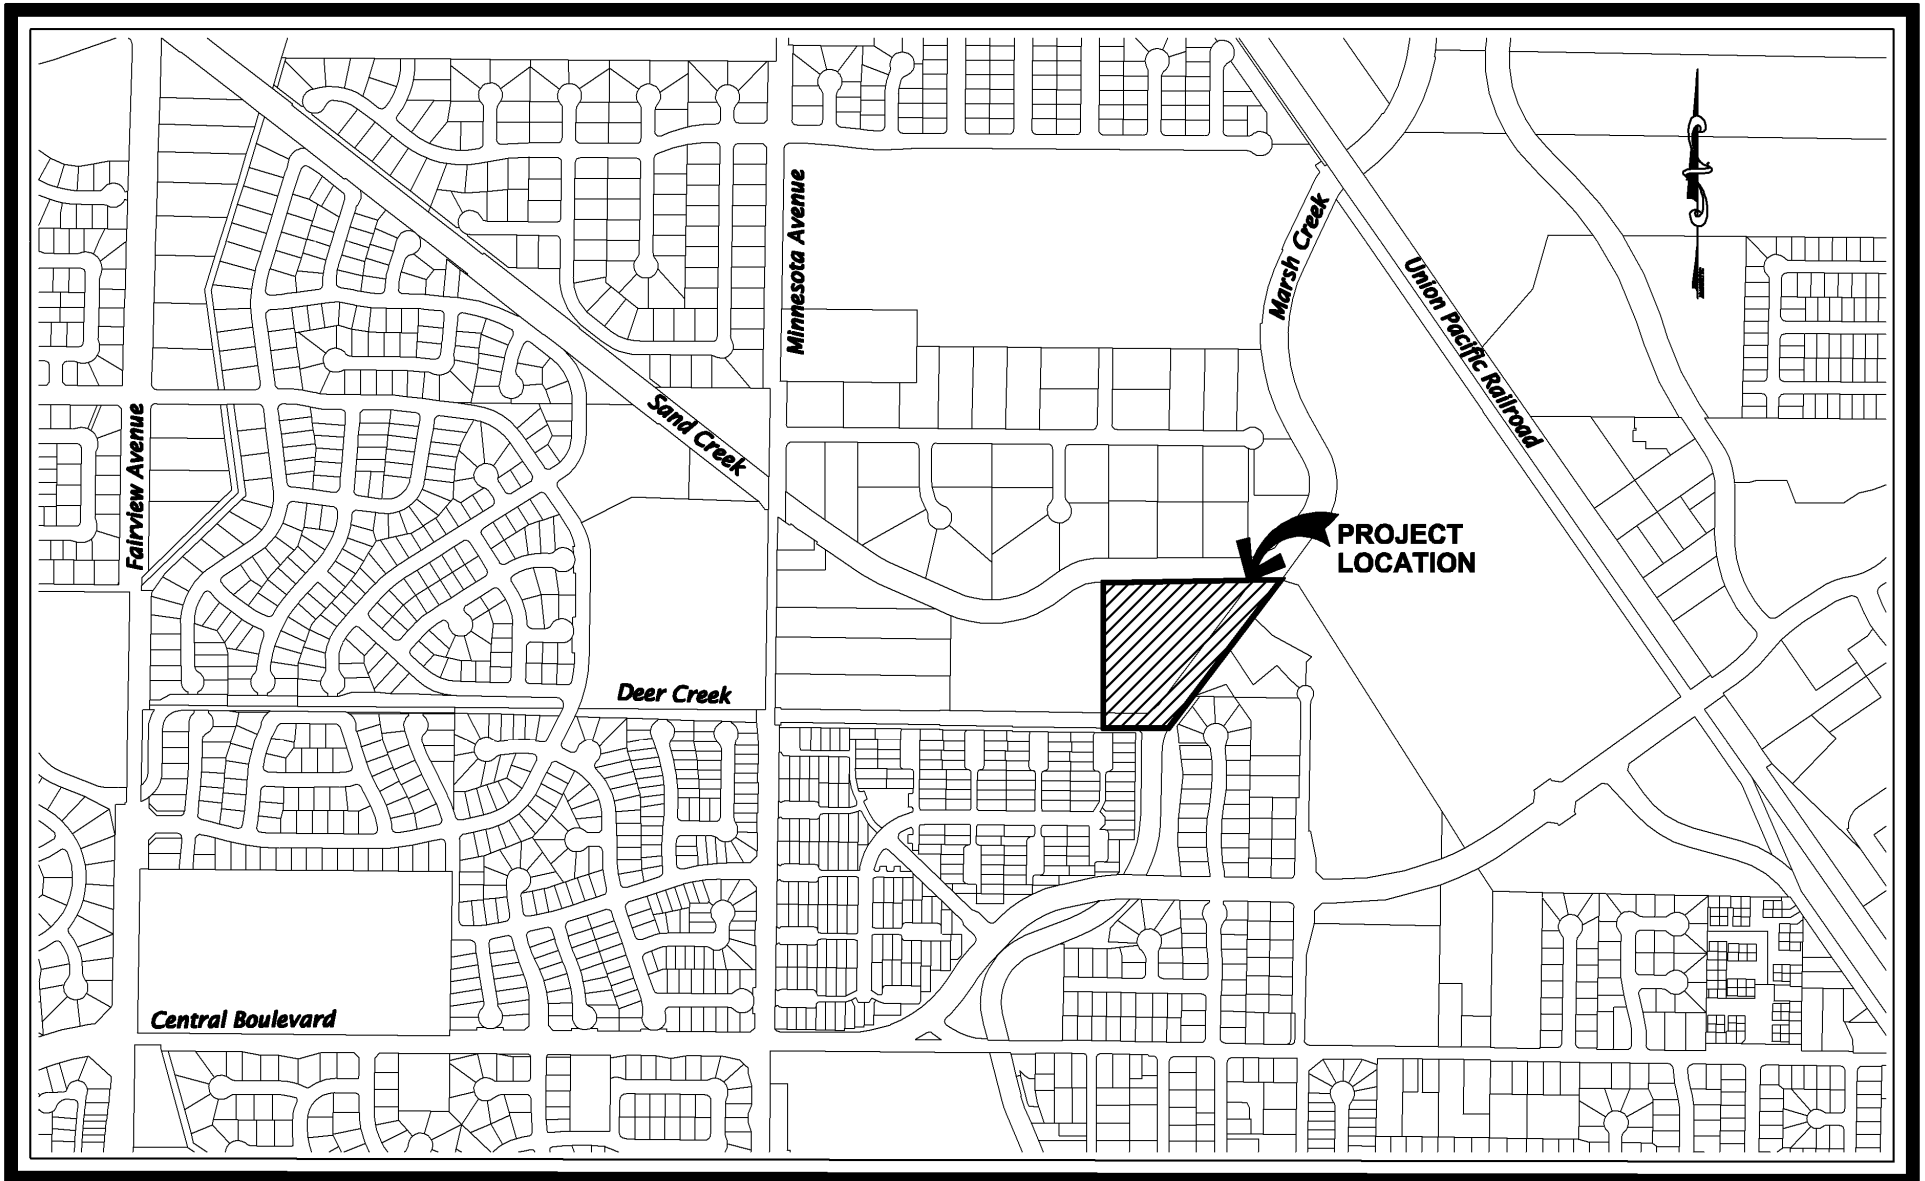 Minnesota Avenue
Marsh Creek
Union Pacific Railroad
Sand Creek
Fairview Avenue
PROJECT
LOCATION
Deer Creek
Central Boulevard